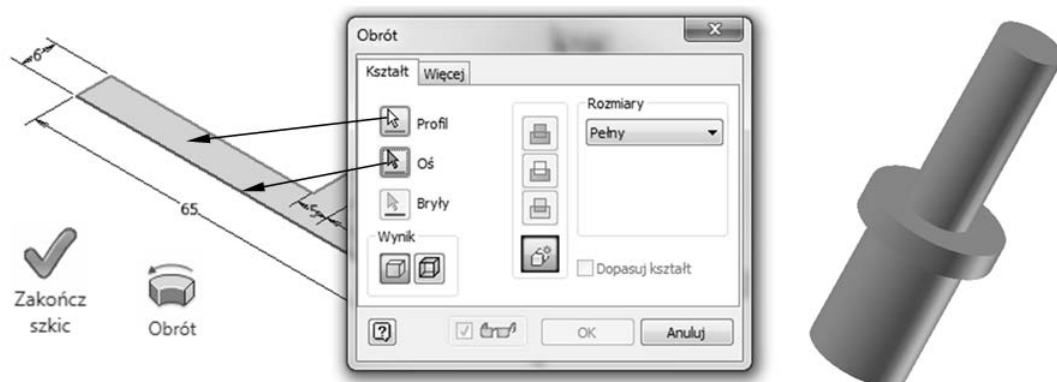 6
65
5
Zakończ
szkic
Obrót
Obrót
Kształt
Więcej
Profil
Oś
Bryły
Wynik
Rozmiary
Pełny
Dopasuj kształt
OK
Anuluj